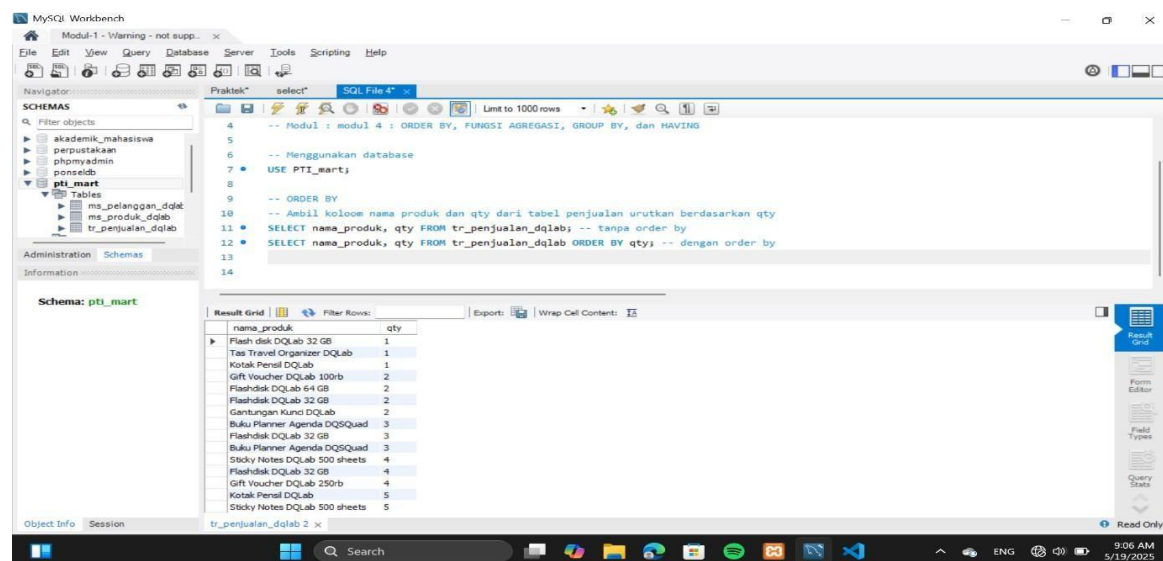 MySQL Workbench
Modul-1 - Warning - not supp.. ×
File Edit View Query Database Server Tools Scripting Help
Navigator
Praktek* select* SQL File 4* ×
SCHEMAS
Limit to 1000 rows
Filter objects
akademik_mahasiswa
perpustakaan
phpmyadmin
ponseldb
pti_mart
Tables
ms_pelanggan_dqlab
ms_produk_dqlab
tr_penjualan_dqlab
Administration Schemas
Information
Schema: pti_mart
4 -- Modul : modul 4 : ORDER BY, FUNGSI AGREGASI, GROUP BY, dan HAVING
5
6 -- Menggunakan database
7 USE PTI_mart;
8
9 -- ORDER BY
10 -- Ambil koloom nama produk dan qty dari tabel penjualan urutkan berdasarkan qty
11 SELECT nama_produk, qty FROM tr_penjualan_dqlab; -- tanpa order by
12 SELECT nama_produk, qty FROM tr_penjualan_dqlab ORDER BY qty; -- dengan order by
13
14
Result Grid Filter Rows: Export: Wrap Cell Content:
nama_produk qty
Flash disk DQLab 32 GB 1
Tas Travel Organizer DQLab 1
Kotak Pensil DQLab 1
Gift Voucher DQLab 100rb 2
Flashdisk DQLab 64 GB 2
Flashdisk DQLab 32 GB 2
Gantungan Kunci DQLab 2
Buku Planner Agenda DQSQuad 3
Flashdisk DQLab 32 GB 3
Buku Planner Agenda DQSQuad 3
Sticky Notes DQLab 500 sheets 4
Flashdisk DQLab 32 GB 4
Gift Voucher DQLab 250rb 4
Kotak Pensil DQLab 5
Sticky Notes DQLab 500 sheets 5
Result Grid
Form Editor
Field Types
Query Stats
Object Info Session
tr_penjualan_dqlab 2 ×
Read Only
Search
ENG
9:06 AM
5/19/2025